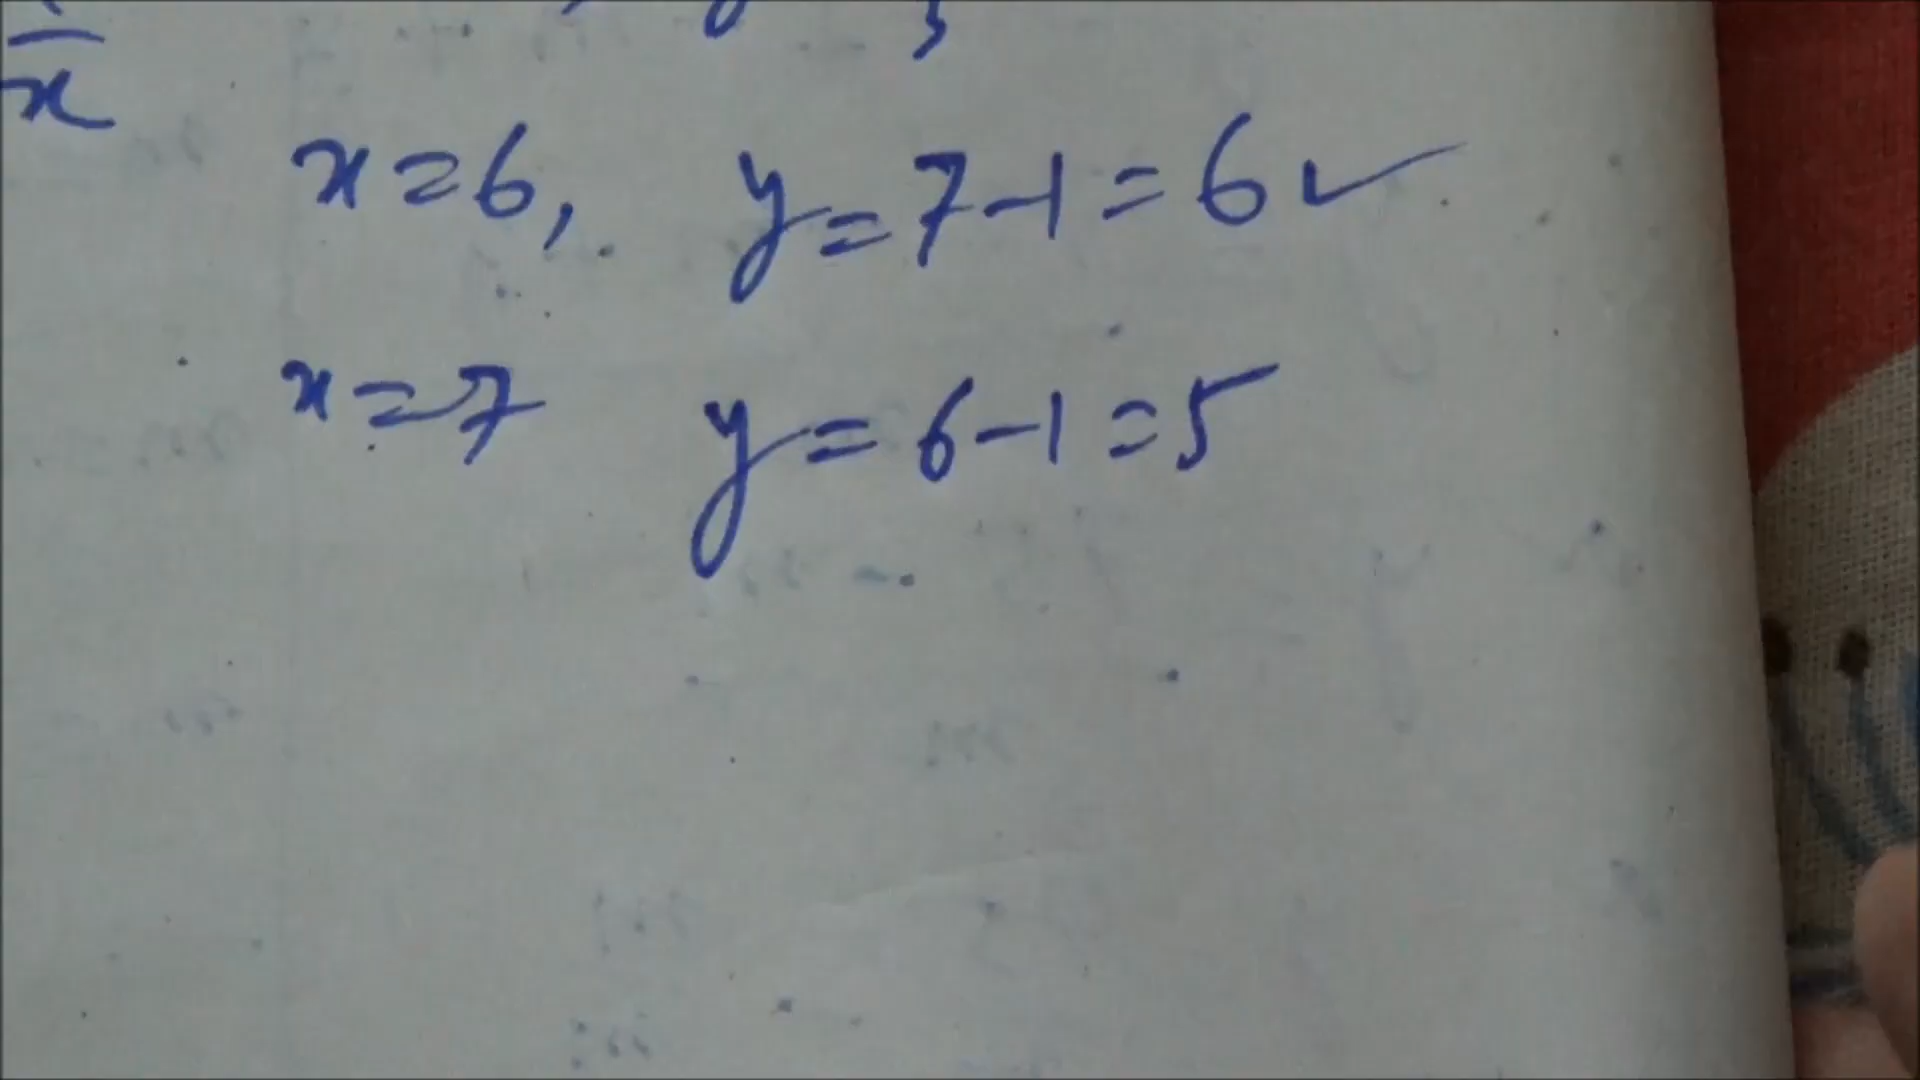 x
x=6, y=7-1=6✓
x=7 y=6-1=5